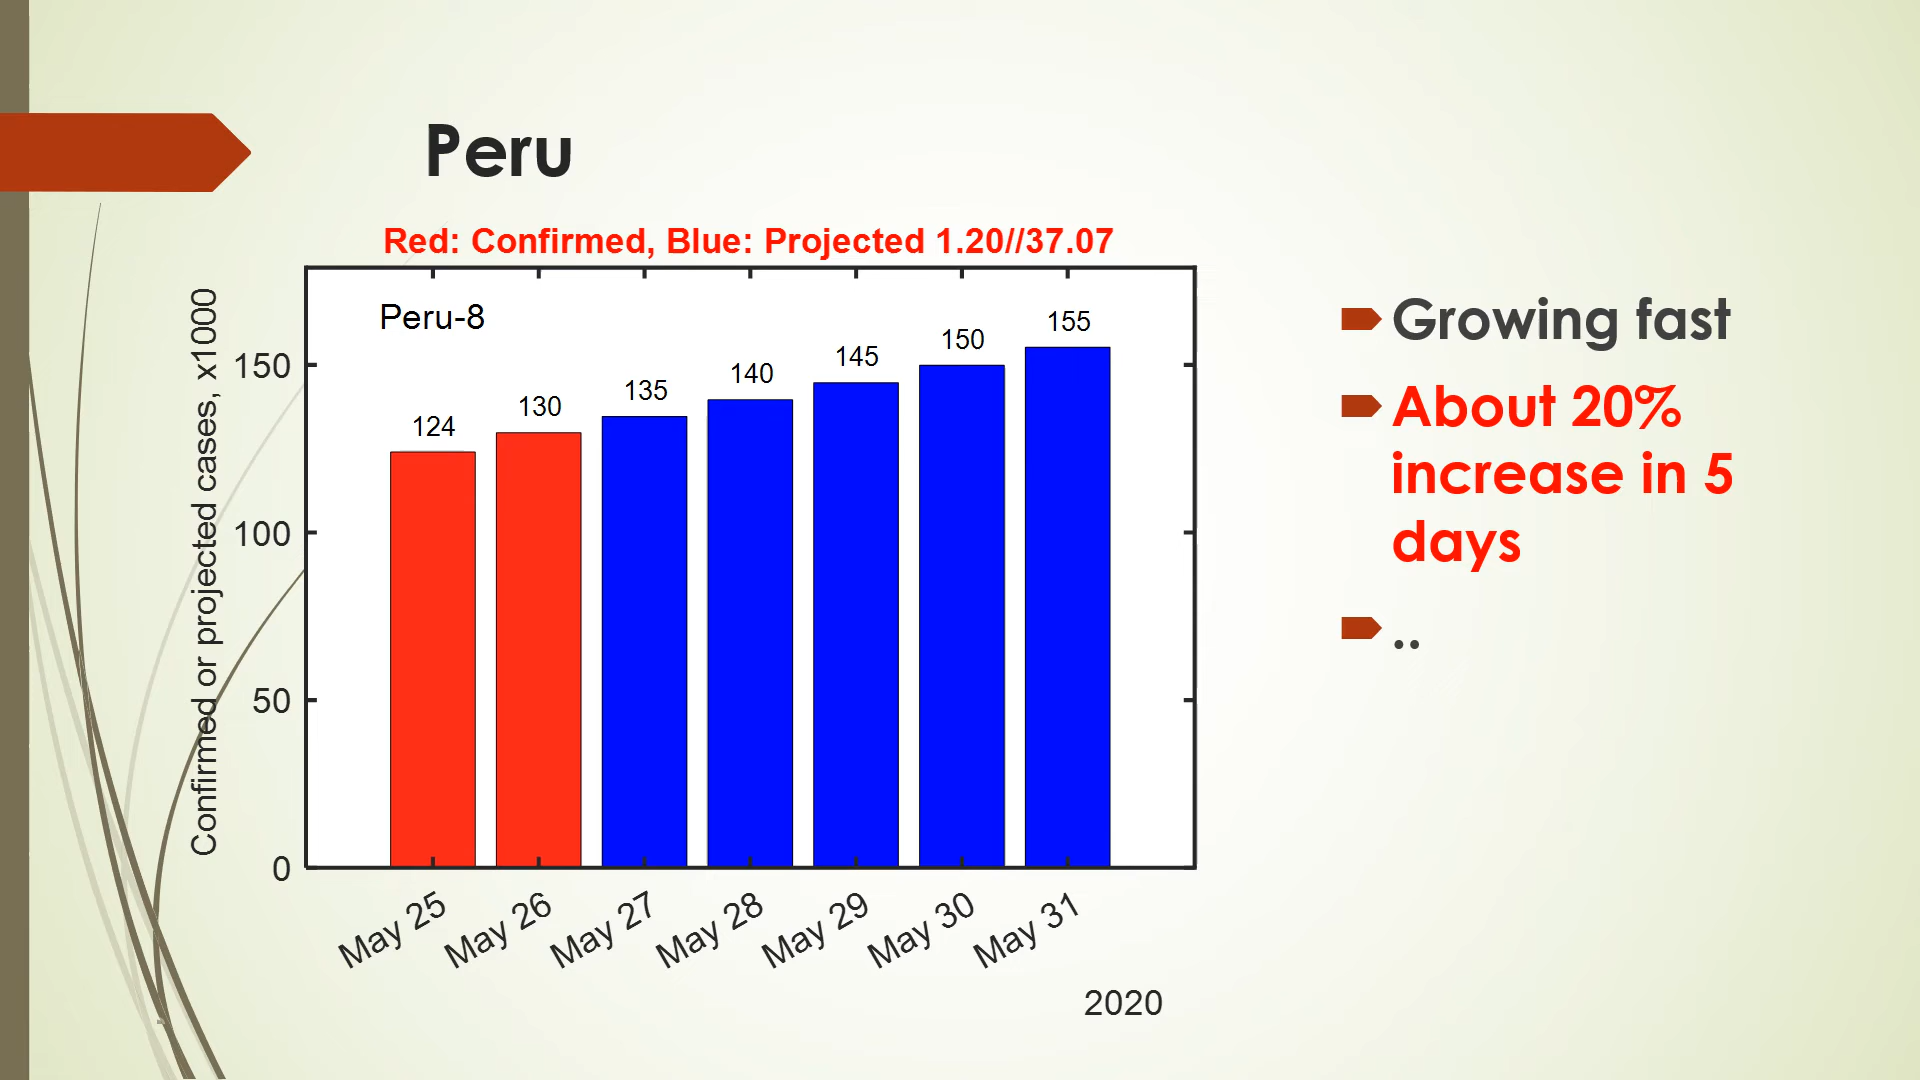 Peru
Red: Confirmed, Blue: Projected 1.20//37.07
Peru-8
Confirmed or projected cases, x1000
150
100
50
0
124
130
135
140
145
150
155
May 25
May 26
May 27
May 28
May 29
May 30
May 31
2020
Growing fast
About 20%
increase in 5
days
..